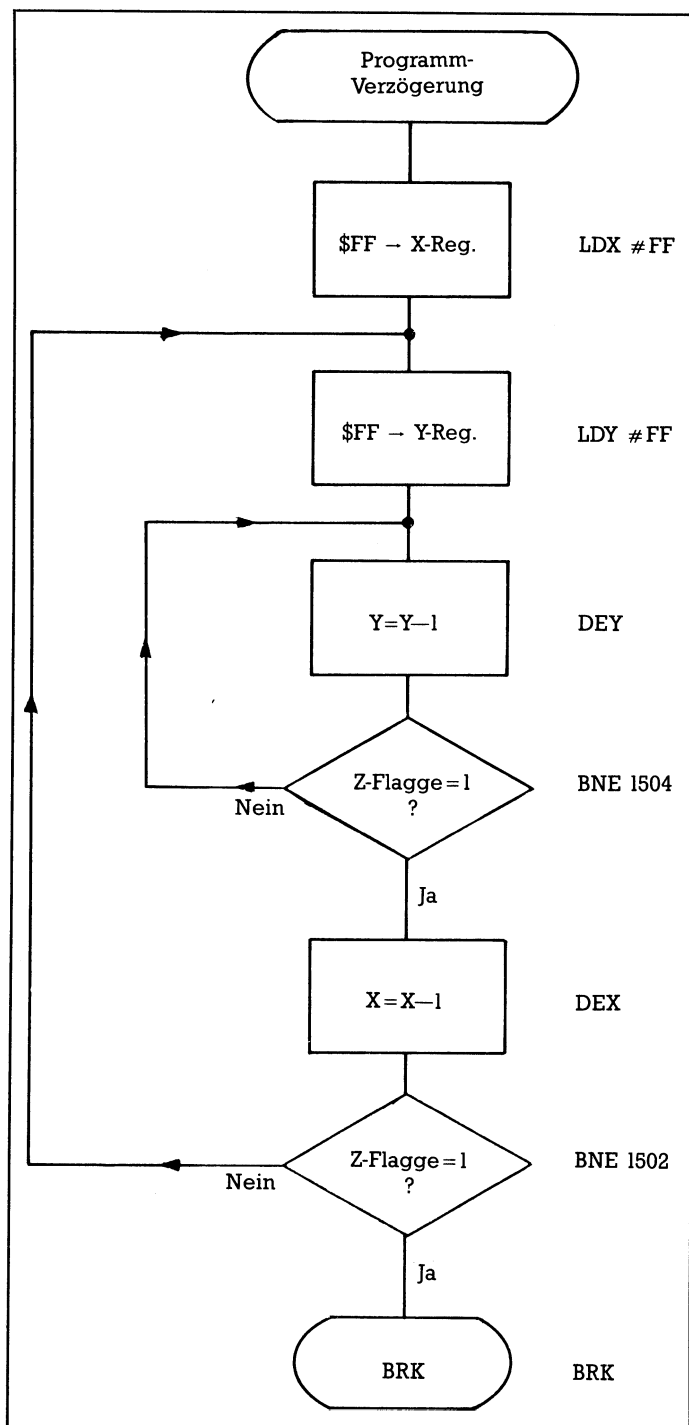 Programm-
Verzögerung
$FF → X-Reg.
LDX #FF
$FF → Y-Reg.
LDY #FF
Y=Y—1
DEY
Z-Flagge=1
?
BNE 1504
Nein
Ja
X=X—1
DEX
Z-Flagge=1
?
BNE 1502
Nein
Ja
BRK
BRK